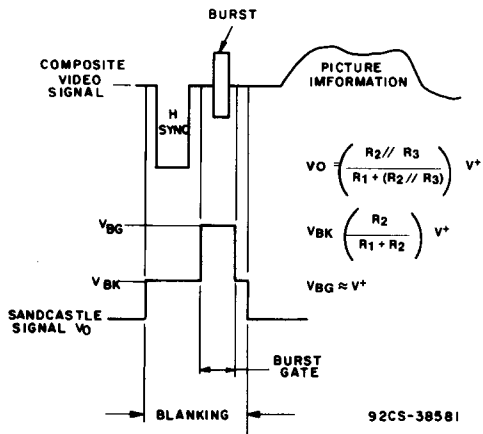 BURST
COMPOSITE
VIDEO
SIGNAL
H
SYNC
PICTURE
IMFORMATION
VO = ( R2 // R3 / R1 + (R2 // R3) ) V+
VBG
VBK ( R2 / R1 + R2 ) V+
VBK
VBG ≈ V+
SANDCASTLE
SIGNAL VO
BURST
GATE
BLANKING
92CS-38581